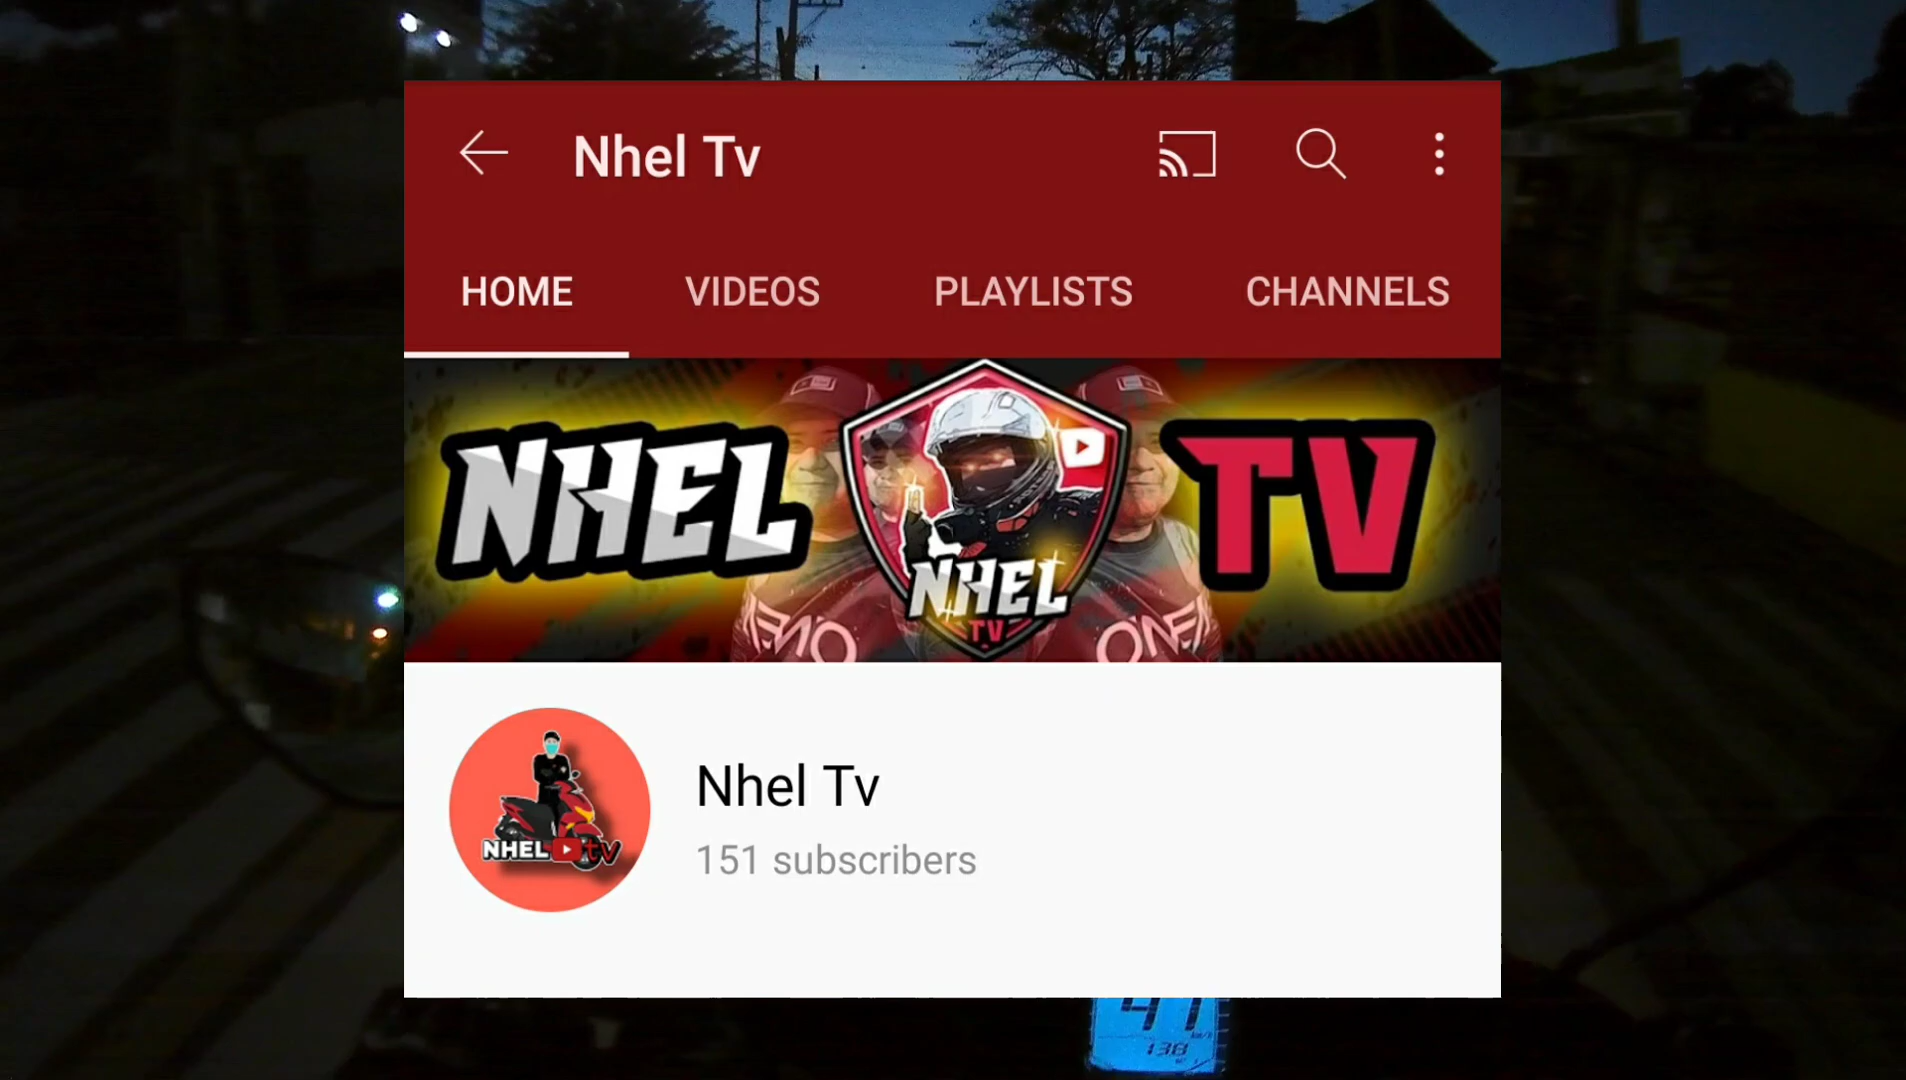 Nhel Tv
HOME VIDEOS PLAYLISTS CHANNELS
NHEL TV
NHEL
TV
Nhel Tv
151 subscribers
NHEL tv